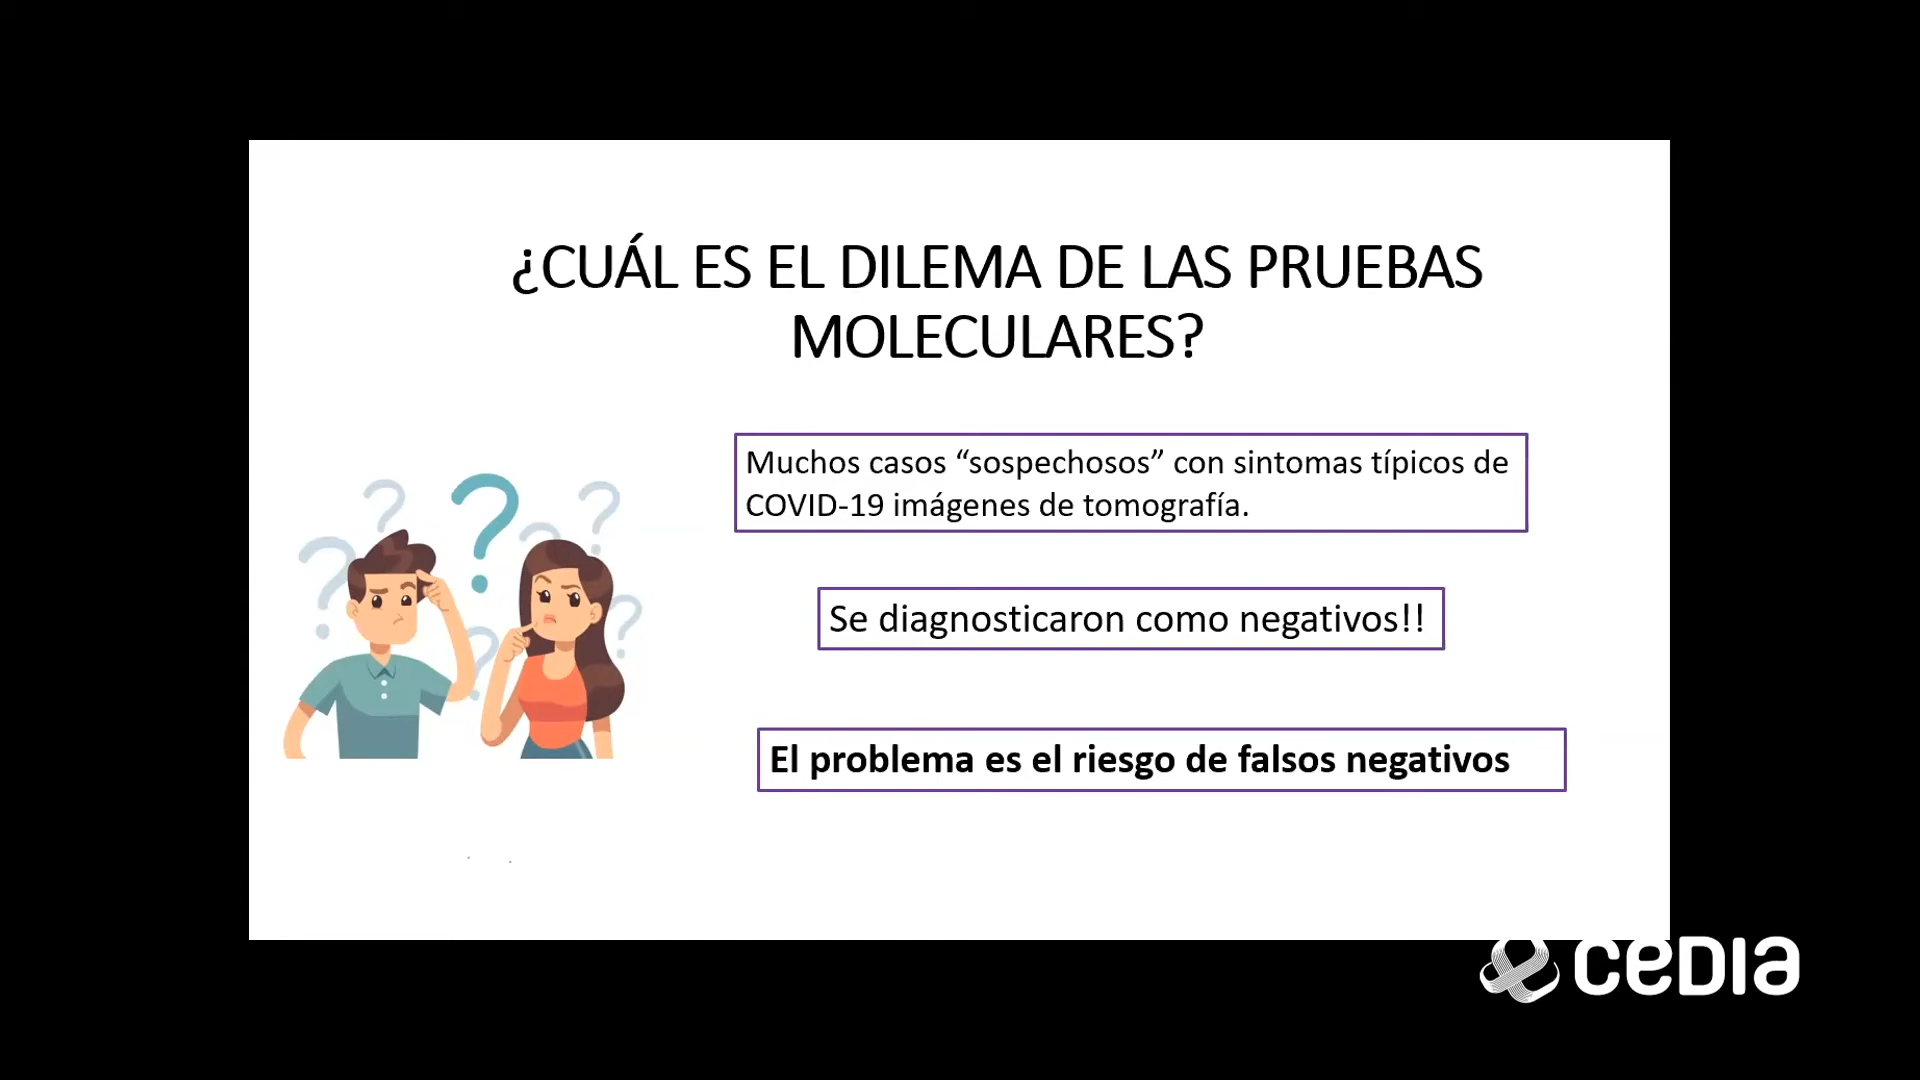 ¿CUÁL ES EL DILEMA DE LAS PRUEBAS
MOLECULARES?
Muchos casos “sospechosos” con sintomas típicos de
COVID-19 imágenes de tomografía.
Se diagnosticaron como negativos!!
El problema es el riesgo de falsos negativos
ceDIa